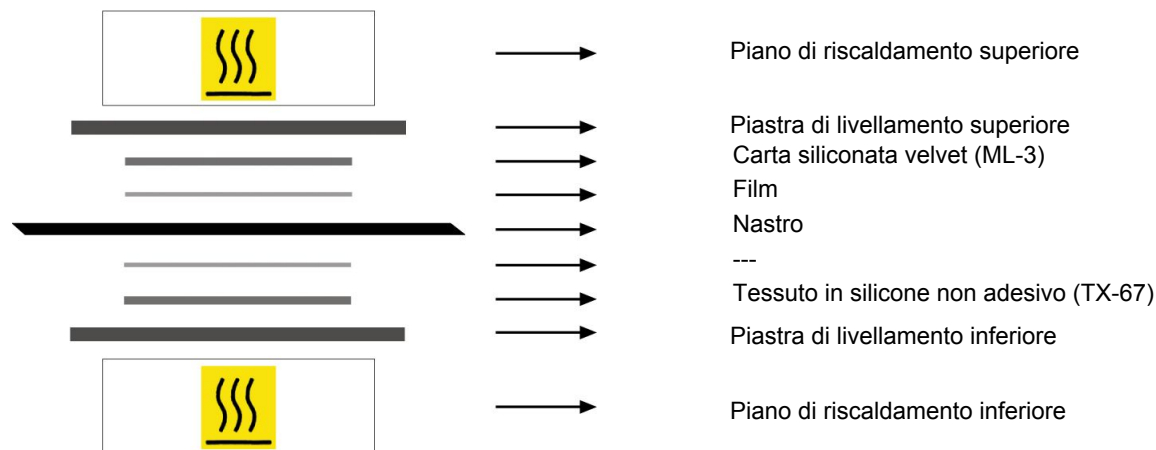 Piano di riscaldamento superiore
Piastra di livellamento superiore
Carta siliconata velvet (ML-3)
Film
Nastro
---
Tessuto in silicone non adesivo (TX-67)
Piastra di livellamento inferiore
Piano di riscaldamento inferiore